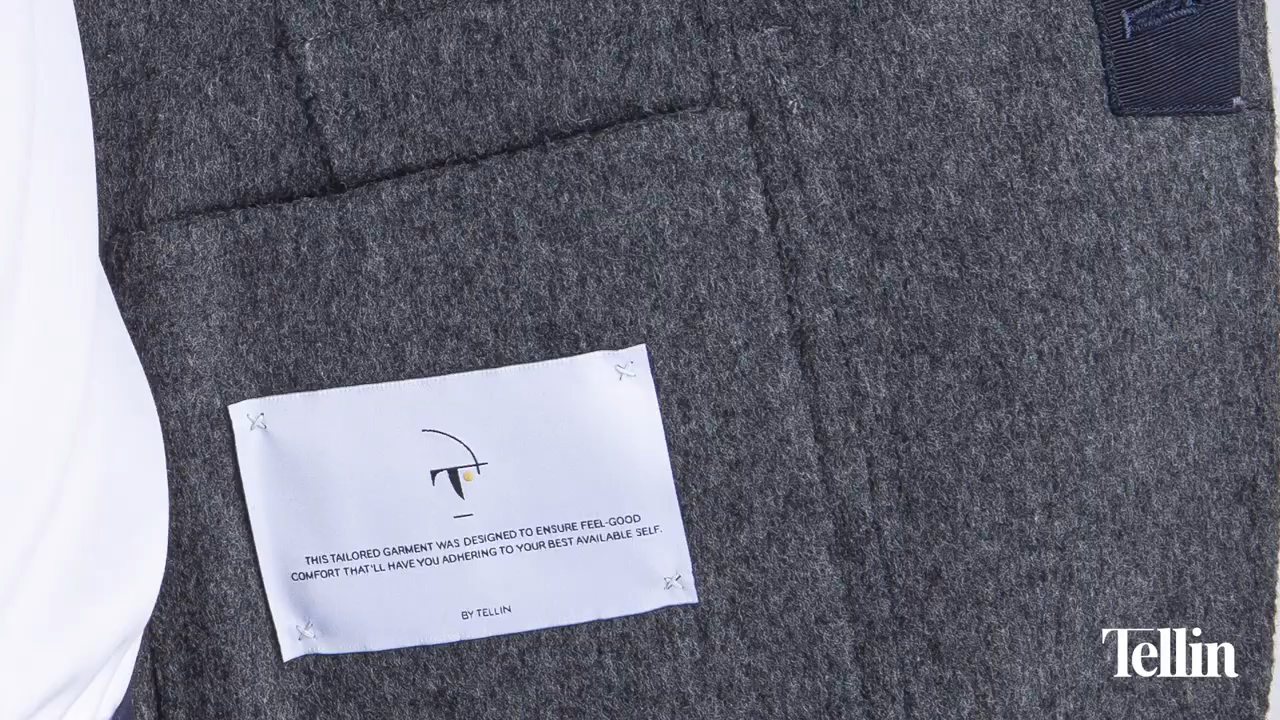 THIS TAILORED GARMENT WAS DESIGNED TO ENSURE FEEL-GOOD
COMFORT THAT'LL HAVE YOU ADHERING TO YOUR BEST AVAILABLE SELF.
BY TELLIN
Tellin